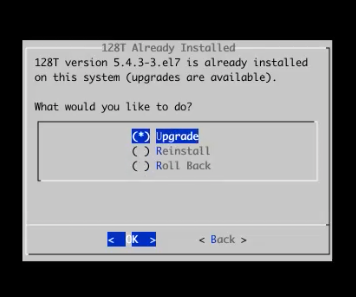 128T Already Installed
128T version 5.4.3-3.el7 is already installed
on this system (upgrades are available).
What would you like to do?
(*) Upgrade
( ) Reinstall
( ) Roll Back
< OK > < Back >